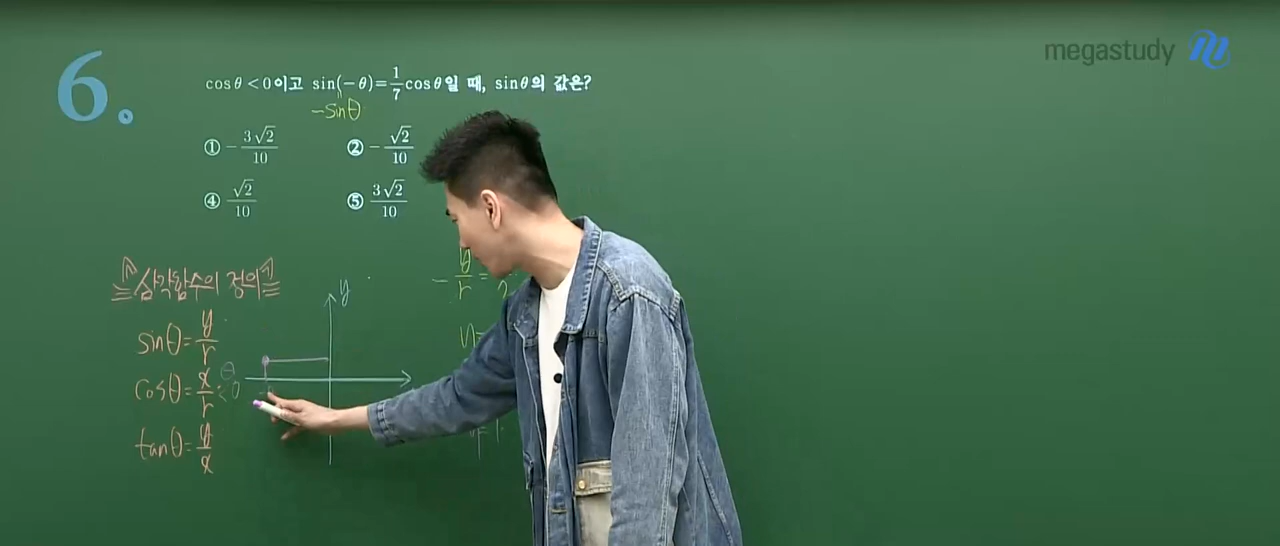 megastudy
6.
cosθ<0이고 sin(−θ)=1/7 cosθ일 때, sinθ의 값은?
−sinθ
① −3√2/10 ② −√2/10
④ √2/10 ⑤ 3√2/10
삼각함수의 정의
sinθ=y/r
cosθ=x/r<0
tanθ=y/x
y
−y/r=